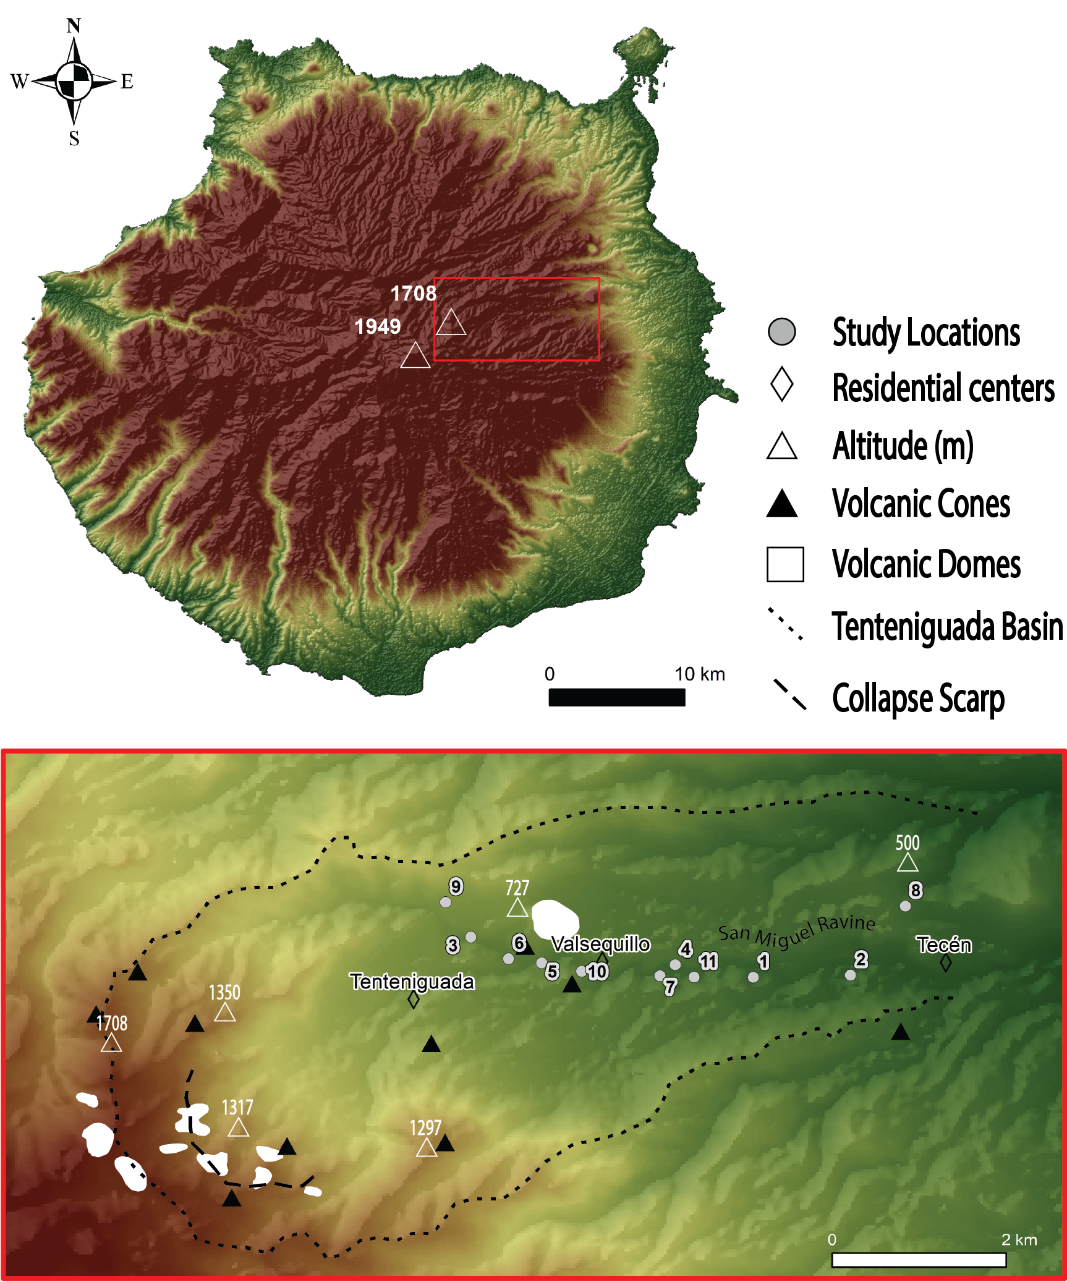 N
W
E
S
1708
1949
Study Locations
Residential centers
Altitude (m)
Volcanic Cones
Volcanic Domes
Tenteniguada Basin
Collapse Scarp
0 10 km
500
9
727
8
San Miguel Ravine
3
6
Valsequillo
4
Tecén
5
10
11
1
2
7
Tenteniguada
1350
1708
1317
1297
0 2 km